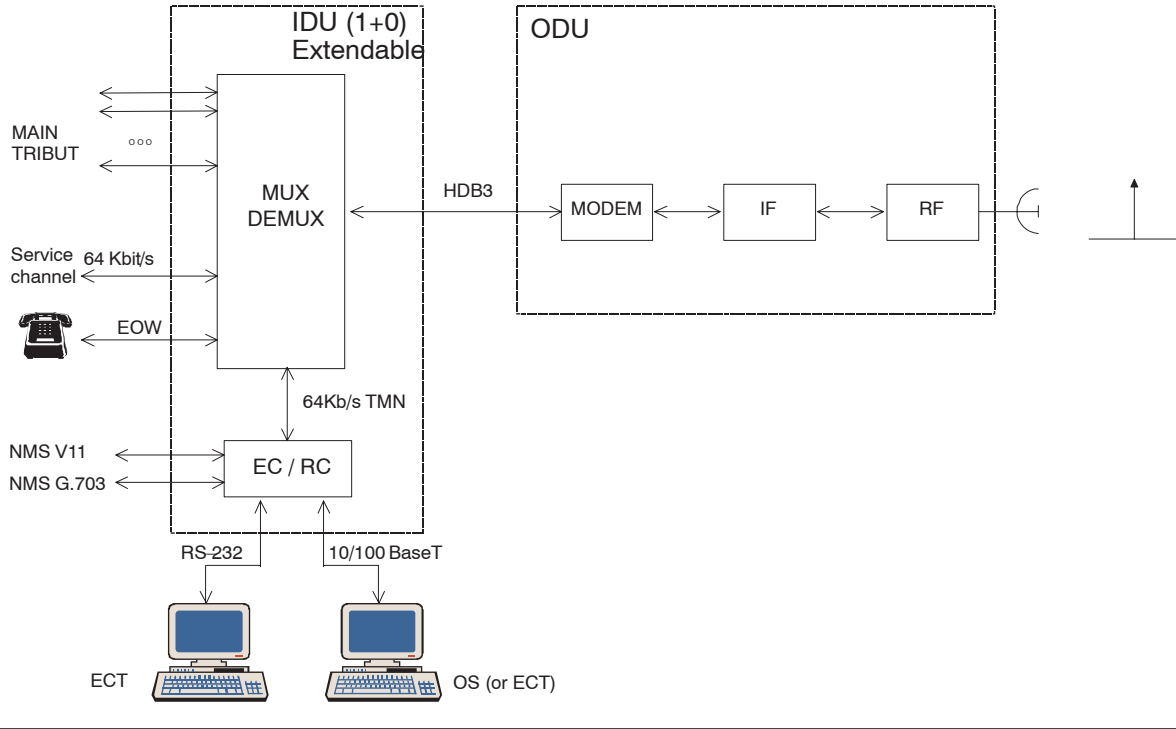 IDU (1+0)
Extendable
ODU
MAIN
TRIBUT
ooo
MUX
DEMUX
HDB3
MODEM
IF
RF
Service
channel
64 Kbit/s
EOW
64Kb/s TMN
NMS V11
NMS G.703
EC / RC
RS-232
10/100 BaseT
ECT
OS (or ECT)